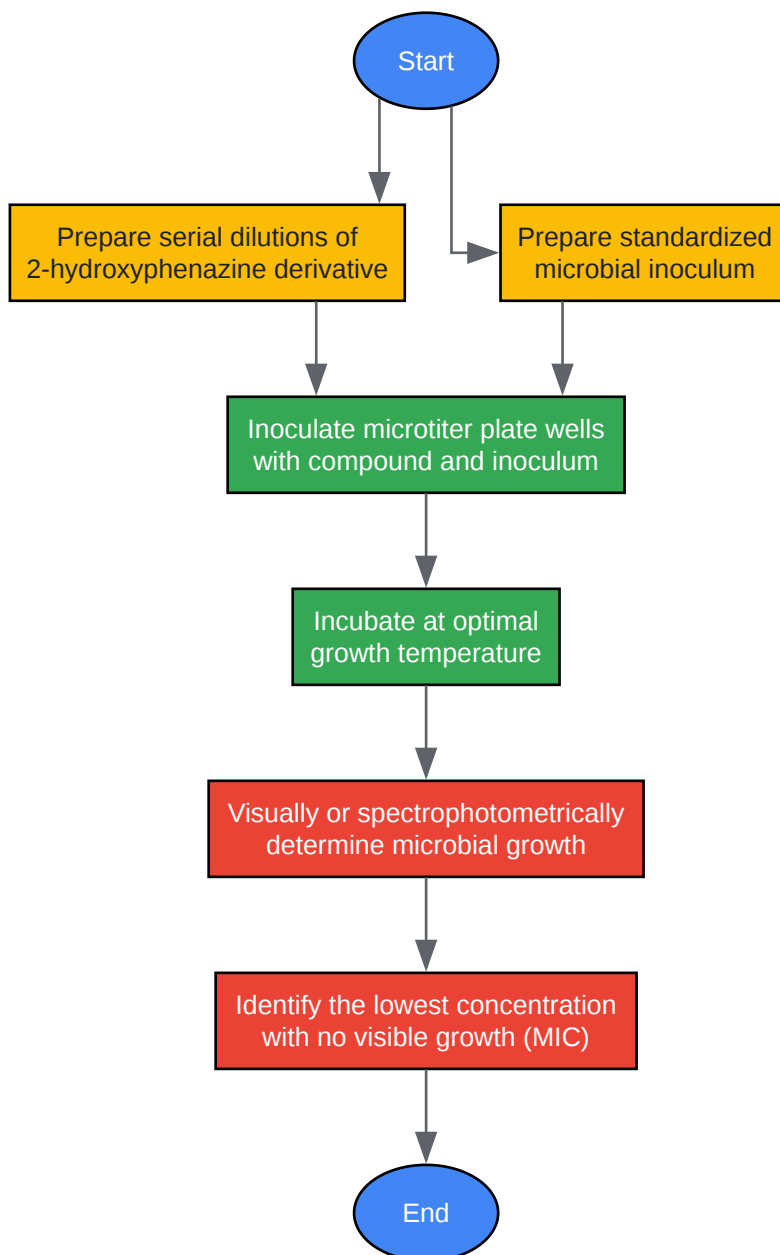 Start
Prepare serial dilutions of
2-hydroxyphenazine derivative
Prepare standardized
microbial inoculum
Inoculate microtiter plate wells
with compound and inoculum
Incubate at optimal
growth temperature
Visually or spectrophotometrically
determine microbial growth
Identify the lowest concentration
with no visible growth (MIC)
End